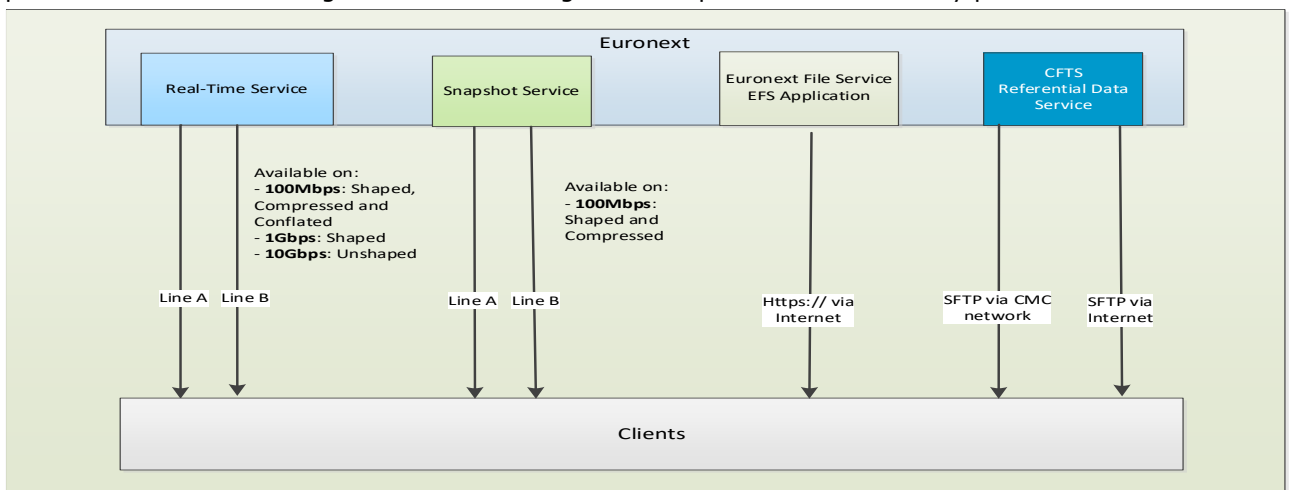 Euronext
Real-Time Service
Snapshot Service
Euronext File Service
EFS Application
CFTS
Referential Data
Service
Available on:
- 100Mbps: Shaped,
Compressed and
Conflated
- 1Gbps: Shaped
- 10Gbps: Unshaped
Available on:
- 100Mbps:
Shaped and
Compressed
Line A
Line B
Line A
Line B
Https:// via
Internet
SFTP via CMC
network
SFTP via
Internet
Clients